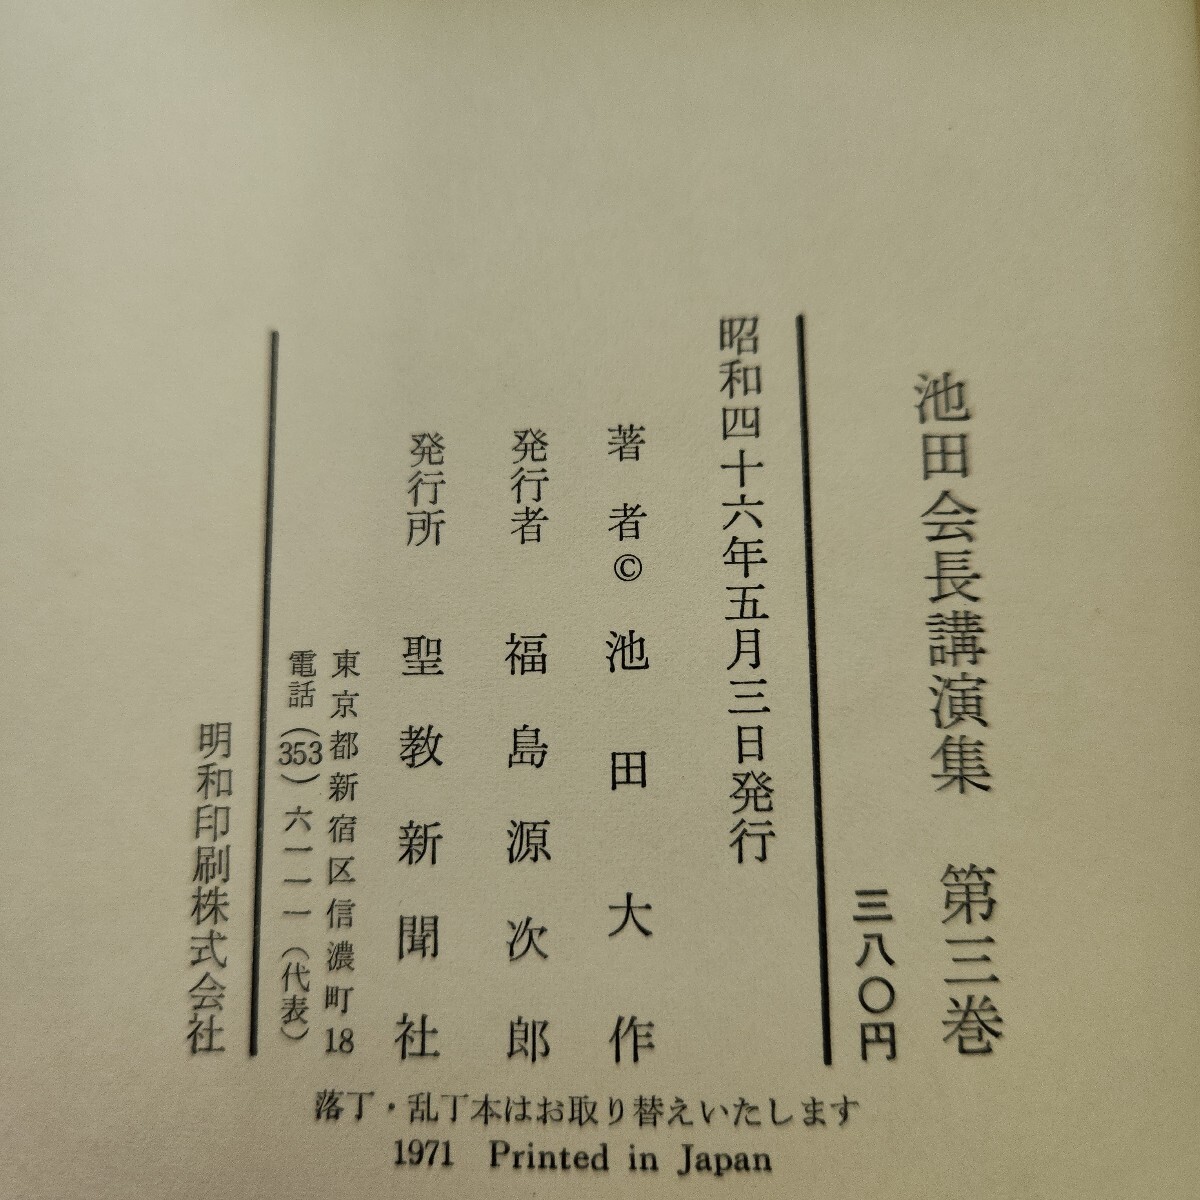 池田会長講演集　第三巻
三八〇円
昭和四十六年五月三日発行
著者© 池田大作
発行者 福島源次郎
発行所 聖教新聞社
東京都新宿区信濃町18
電話（353）六一一一（代表）
明和印刷株式会社
落丁・乱丁本はお取り替えいたします
1971 Printed in Japan